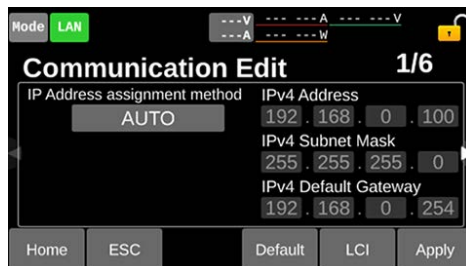 Mode LAN ---V --- --- A --- --- V
---A --- --- W
Communication Edit 1/6
IP Address assignment method
AUTO
IPv4 Address
192 . 168 . 0 . 100
IPv4 Subnet Mask
255 . 255 . 255 . 0
IPv4 Default Gateway
192 . 168 . 0 . 254
Home ESC Default LCI Apply